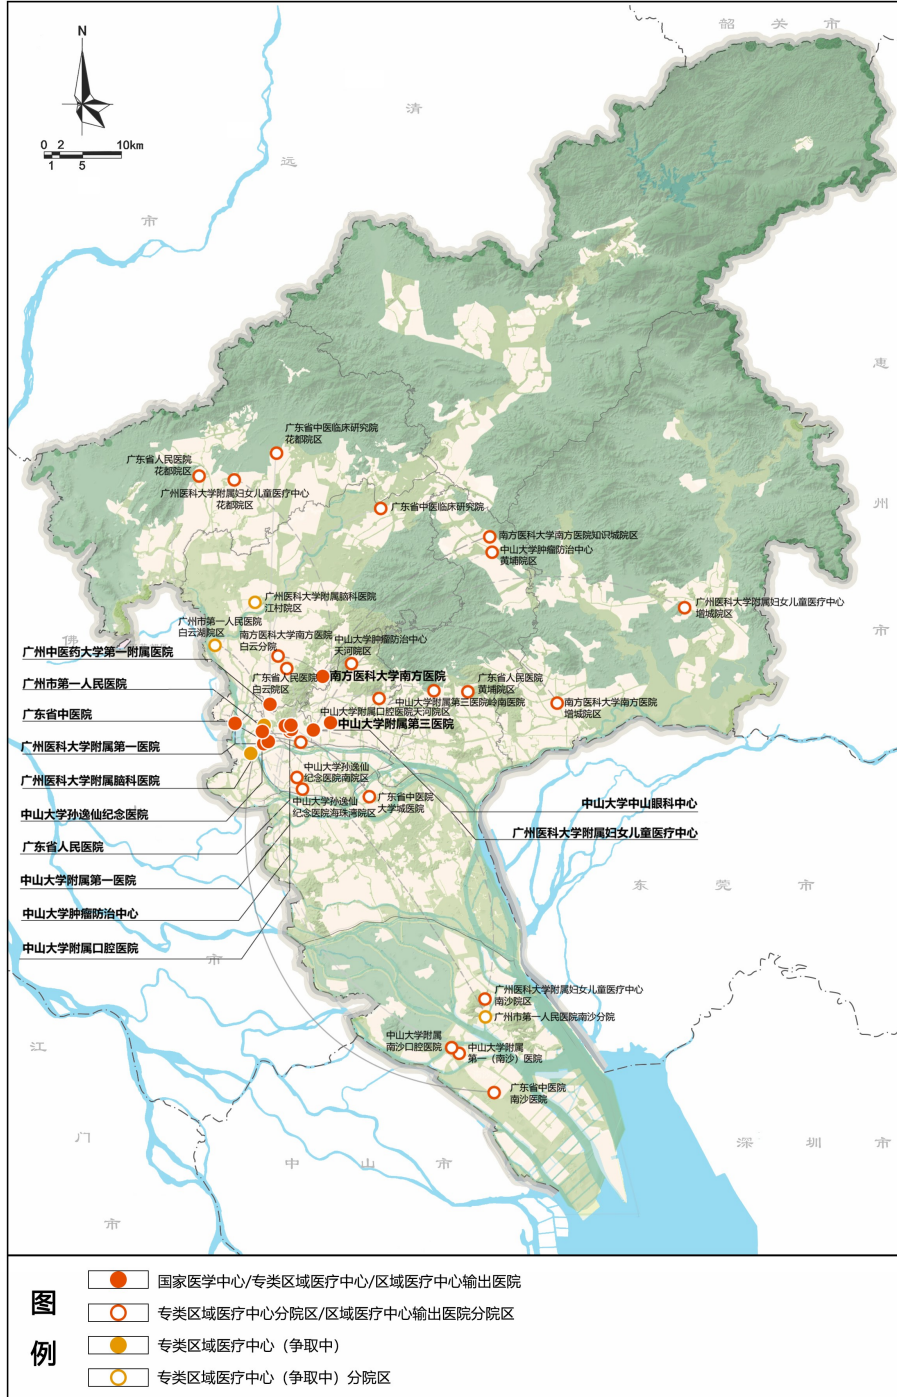 韶 关 市
N
清
远
市
0 2 10km
1 5
惠
州
市
广东省中医临床研究院
花都院区
广东省人民医院
花都院区
广州医科大学附属妇女儿童医疗中心
花都院区
广东省中医临床研究院
南方医科大学南方医院知识城院区
中山大学肿瘤防治中心
黄埔院区
广州医科大学附属脑科医院
江村院区
广州医科大学附属妇女儿童医疗中心
增城院区
佛
广州市第一人民医院
白云湖院区
南方医科大学南方医院
白云分院
中山大学肿瘤防治中心
天河院区
广州中医药大学第一附属医院
广东省人民医院
白云院区
南方医科大学南方医院
广东省人民医院
黄埔院区
广州市第一人民医院
中山大学附属第三医院岭南医院
南方医科大学南方医院
增城院区
中山大学附属口腔医院天河院区
广东省中医院
中山大学附属第三医院
广州医科大学附属第一医院
广州医科大学附属脑科医院
中山大学孙逸仙
纪念医院南院区
中山大学孙逸仙
纪念医院海珠湾院区
广东省中医院
大学城医院
中山大学中山眼科中心
中山大学孙逸仙纪念医院
广州医科大学附属妇女儿童医疗中心
广东省人民医院
中山大学附属第一医院
东 莞 市
中山大学肿瘤防治中心
中山大学附属口腔医院
市
广州医科大学附属妇女儿童医疗中心
南沙院区
广州市第一人民医院南沙分院
中山大学附属
南沙口腔医院
中山大学附属
第一（南沙）医院
广东省中医院
南沙医院
江
门
市
中 山 市
深 圳 市
图
例
国家医学中心/专类区域医疗中心/区域医疗中心输出医院
专类区域医疗中心分院区/区域医疗中心输出医院分院区
专类区域医疗中心（争取中）
专类区域医疗中心（争取中）分院区